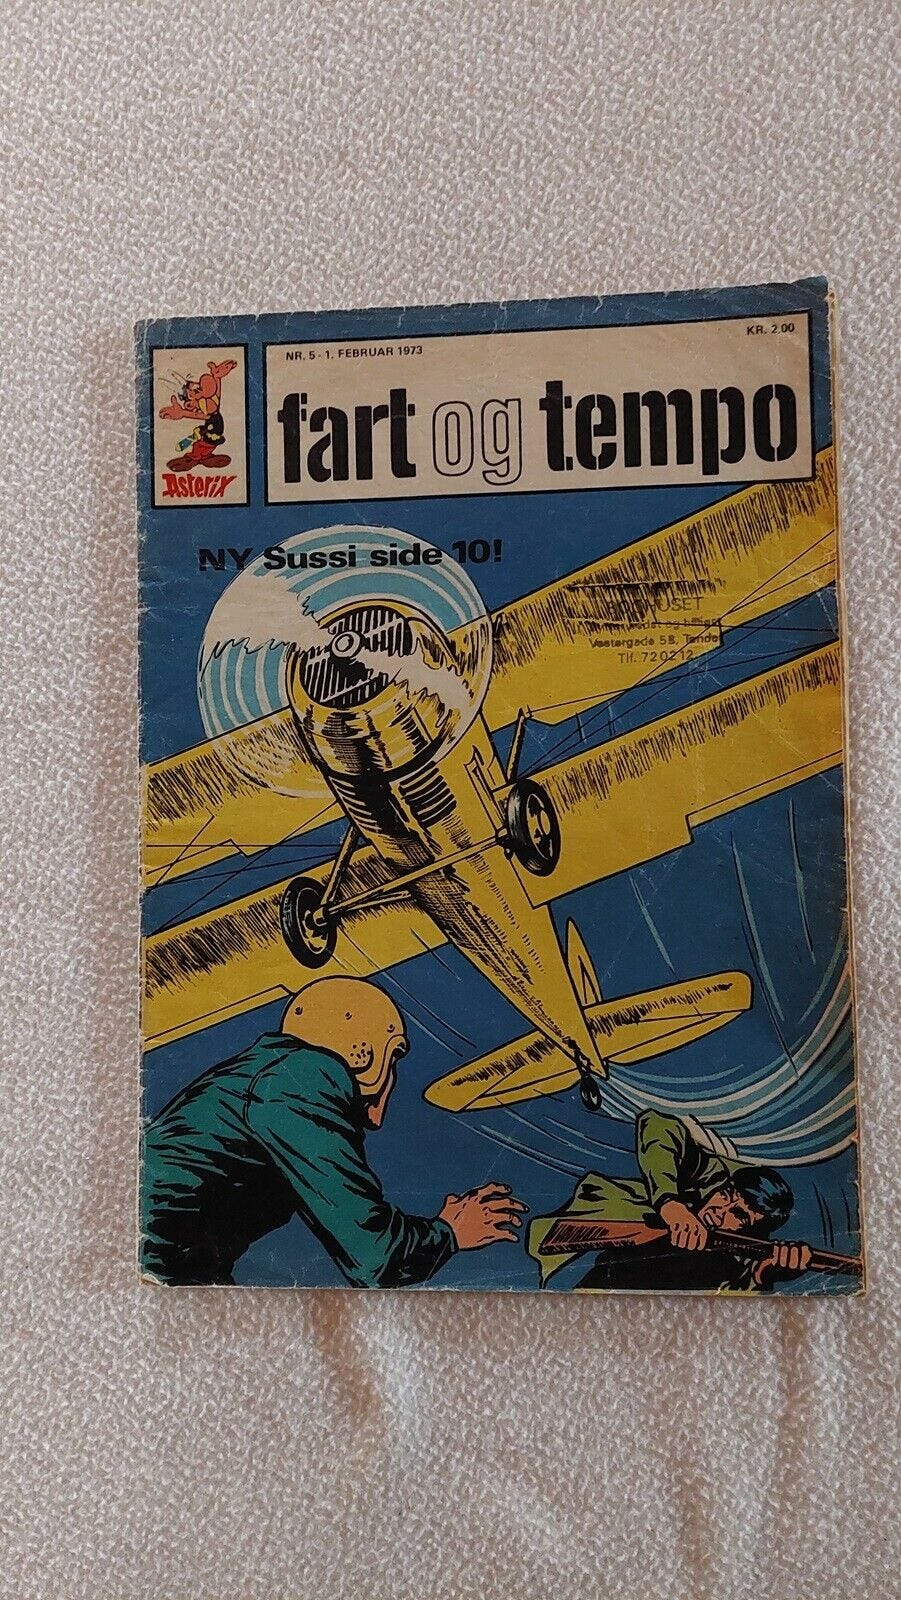 NR. 5 - 1. FEBRUAR 1973
KR. 2,00
fart og tempo
Asterix
NY Sussi side 10!
Vestergade 58, Tønder
Tlf. 720212